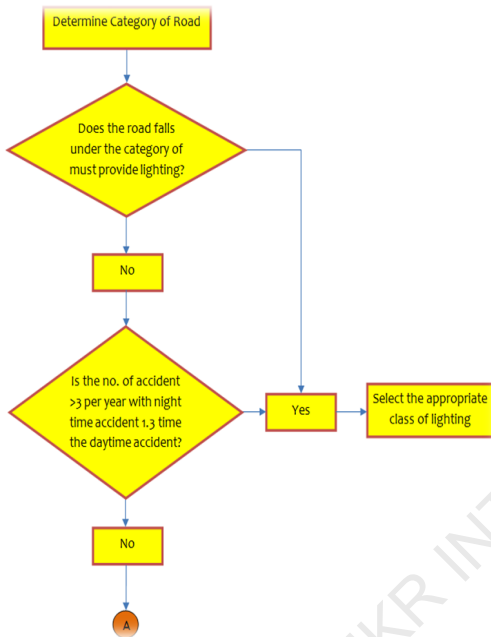 Determine Category of Road
Does the road falls
under the category of
must provide lighting?
No
Is the no. of accident
>3 per year with night
time accident 1.3 time
the daytime accident?
Yes
Select the appropriate
class of lighting
No
A